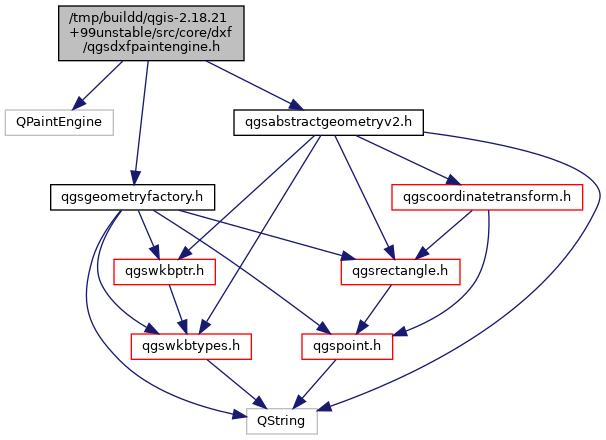 /tmp/buildd/qgis-2.18.21
+99unstable/src/core/dxf
/qgsdxfpaintengine.h
QPaintEngine
qgsabstractgeometryv2.h
qgsgeometryfactory.h
qgscoordinatetransform.h
qgswkbptr.h
qgsrectangle.h
qgswkbtypes.h
qgspoint.h
QString